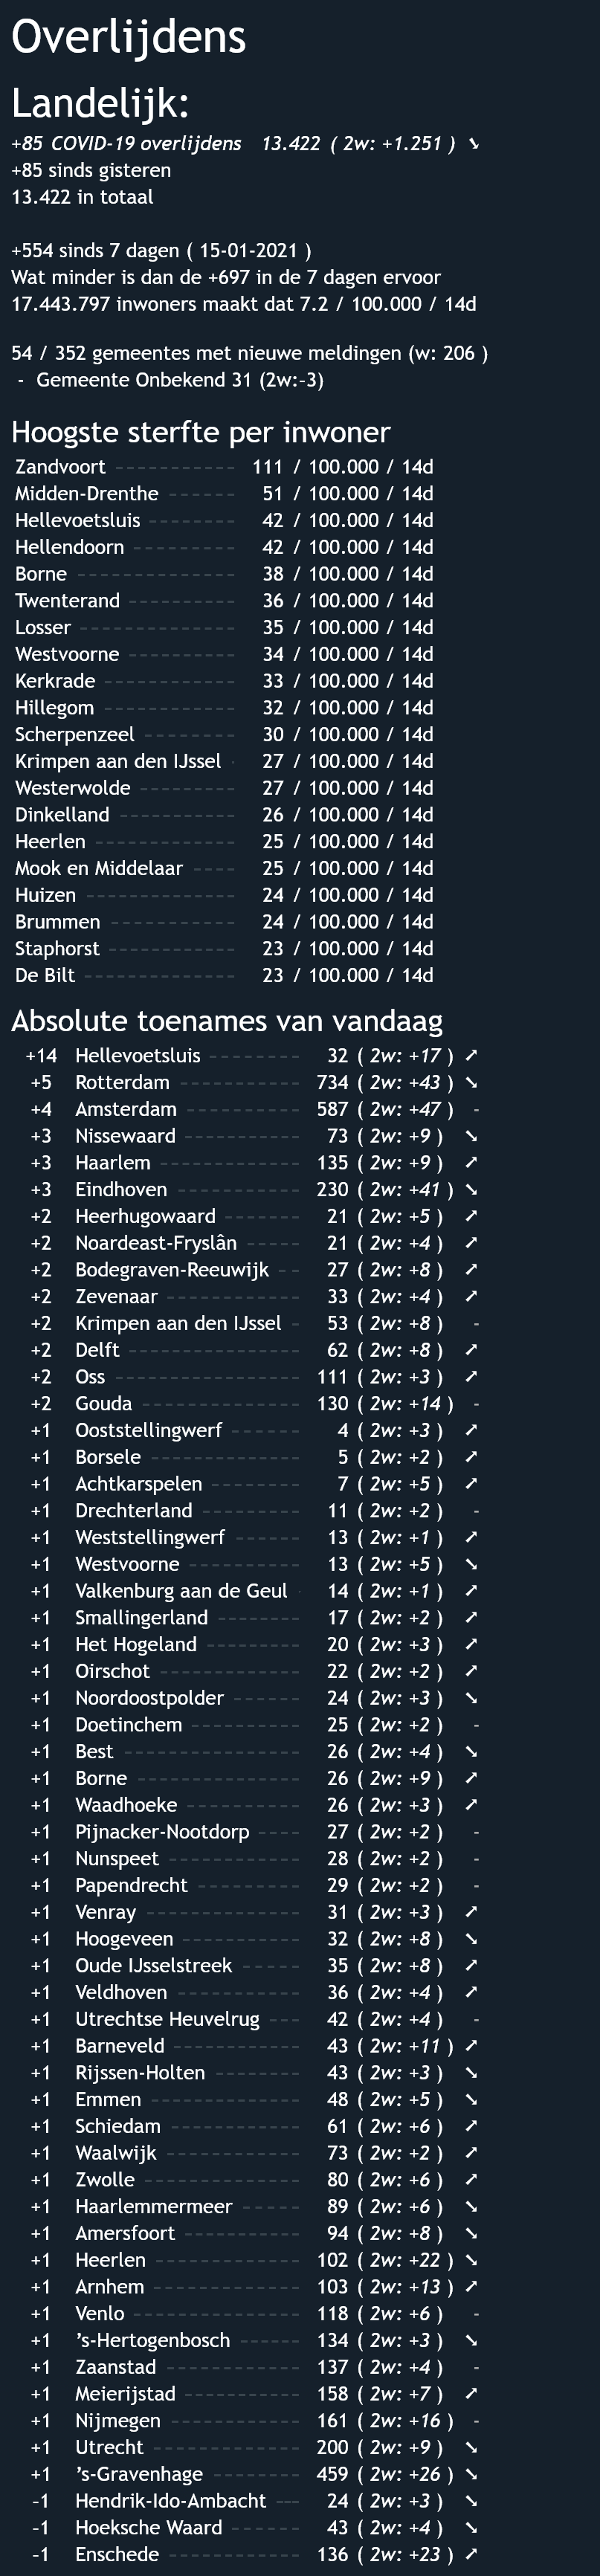 Overlijdens
Landelijk:
+85 COVID-19 overlijdens 13.422 ( 2w: +1.251 ) ➘
+85 sinds gisteren
13.422 in totaal
+554 sinds 7 dagen ( 15-01-2021 )
Wat minder is dan de +697 in de 7 dagen ervoor
17.443.797 inwoners maakt dat 7.2 / 100.000 / 14d
54 / 352 gemeentes met nieuwe meldingen (w: 206 )
- Gemeente Onbekend 31 (2w:-3)
Hoogste sterfte per inwoner
Zandvoort ------------ 111 / 100.000 / 14d
Midden-Drenthe ------ 51 / 100.000 / 14d
Hellevoetsluis -------- 42 / 100.000 / 14d
Hellendoorn ---------- 42 / 100.000 / 14d
Borne --------------- 38 / 100.000 / 14d
Twenterand ---------- 36 / 100.000 / 14d
Losser --------------- 35 / 100.000 / 14d
Westvoorne ---------- 34 / 100.000 / 14d
Kerkrade ------------ 33 / 100.000 / 14d
Hillegom ------------- 32 / 100.000 / 14d
Scherpenzeel --------- 30 / 100.000 / 14d
Krimpen aan den IJssel - 27 / 100.000 / 14d
Westerwolde --------- 27 / 100.000 / 14d
Dinkelland ----------- 26 / 100.000 / 14d
Heerlen ------------- 25 / 100.000 / 14d
Mook en Middelaar ---- 25 / 100.000 / 14d
Huizen -------------- 24 / 100.000 / 14d
Brummen ------------ 24 / 100.000 / 14d
Staphorst ------------ 23 / 100.000 / 14d
De Bilt -------------- 23 / 100.000 / 14d
Absolute toenames van vandaag
+14 Hellevoetsluis -------- 32 ( 2w: +17 ) ➚
+5 Rotterdam ----------- 734 ( 2w: +43 ) ➘
+4 Amsterdam ---------- 587 ( 2w: +47 ) -
+3 Nissewaard ---------- 73 ( 2w: +9 ) ➘
+3 Haarlem ------------ 135 ( 2w: +9 ) ➚
+3 Eindhoven ----------- 230 ( 2w: +41 ) ➘
+2 Heerhugowaard ------- 21 ( 2w: +5 ) ➚
+2 Noardeast-Fryslân ----- 21 ( 2w: +4 ) ➚
+2 Bodegraven-Reeuwijk -- 27 ( 2w: +8 ) ➚
+2 Zevenaar ------------ 33 ( 2w: +4 ) ➚
+2 Krimpen aan den IJssel - 53 ( 2w: +8 ) -
+2 Delft ---------------- 62 ( 2w: +8 ) ➚
+2 Oss ----------------- 111 ( 2w: +3 ) ➚
+2 Gouda --------------- 130 ( 2w: +14 ) -
+1 Ooststellingwerf ------ 4 ( 2w: +3 ) ➚
+1 Borsele -------------- 5 ( 2w: +2 ) ➚
+1 Achtkarspelen -------- 7 ( 2w: +5 ) ➚
+1 Drechterland --------- 11 ( 2w: +2 ) -
+1 Weststellingwerf ------ 13 ( 2w: +1 ) ➚
+1 Westvoorne ---------- 13 ( 2w: +5 ) ➘
+1 Valkenburg aan de Geul - 14 ( 2w: +1 ) ➚
+1 Smallingerland -------- 17 ( 2w: +2 ) ➚
+1 Het Hogeland --------- 20 ( 2w: +3 ) ➚
+1 Oirschot ------------- 22 ( 2w: +2 ) ➚
+1 Noordoostpolder ------ 24 ( 2w: +3 ) ➘
+1 Doetinchem ---------- 25 ( 2w: +2 ) -
+1 Best ---------------- 26 ( 2w: +4 ) ➘
+1 Borne --------------- 26 ( 2w: +9 ) ➚
+1 Waadhoeke ---------- 26 ( 2w: +3 ) ➚
+1 Pijnacker-Nootdorp ---- 27 ( 2w: +2 ) -
+1 Nunspeet ------------ 28 ( 2w: +2 ) -
+1 Papendrecht --------- 29 ( 2w: +2 ) -
+1 Venray -------------- 31 ( 2w: +3 ) ➚
+1 Hoogeveen ----------- 32 ( 2w: +8 ) ➘
+1 Oude IJsselstreek ----- 35 ( 2w: +8 ) ➚
+1 Veldhoven ----------- 36 ( 2w: +4 ) ➚
+1 Utrechtse Heuvelrug --- 42 ( 2w: +4 ) -
+1 Barneveld ------------ 43 ( 2w: +11 ) ➚
+1 Rijssen-Holten -------- 43 ( 2w: +3 ) ➘
+1 Emmen -------------- 48 ( 2w: +5 ) ➘
+1 Schiedam ------------ 61 ( 2w: +6 ) ➚
+1 Waalwijk ------------ 73 ( 2w: +2 ) ➚
+1 Zwolle -------------- 80 ( 2w: +6 ) ➚
+1 Haarlemmermeer ----- 89 ( 2w: +6 ) ➘
+1 Amersfoort ----------- 94 ( 2w: +8 ) ➘
+1 Heerlen ------------- 102 ( 2w: +22 ) ➘
+1 Arnhem ------------- 103 ( 2w: +13 ) ➚
+1 Venlo --------------- 118 ( 2w: +6 ) -
+1 ’s-Hertogenbosch ------ 134 ( 2w: +3 ) ➘
+1 Zaanstad ------------ 137 ( 2w: +4 ) -
+1 Meierijstad ----------- 158 ( 2w: +7 ) ➚
+1 Nijmegen ------------ 161 ( 2w: +16 ) -
+1 Utrecht ------------- 200 ( 2w: +9 ) ➘
+1 ’s-Gravenhage -------- 459 ( 2w: +26 ) ➘
-1 Hendrik-Ido-Ambacht --- 24 ( 2w: +3 ) ➘
-1 Hoeksche Waard ------ 43 ( 2w: +4 ) ➘
-1 Enschede ------------ 136 ( 2w: +23 ) ➚